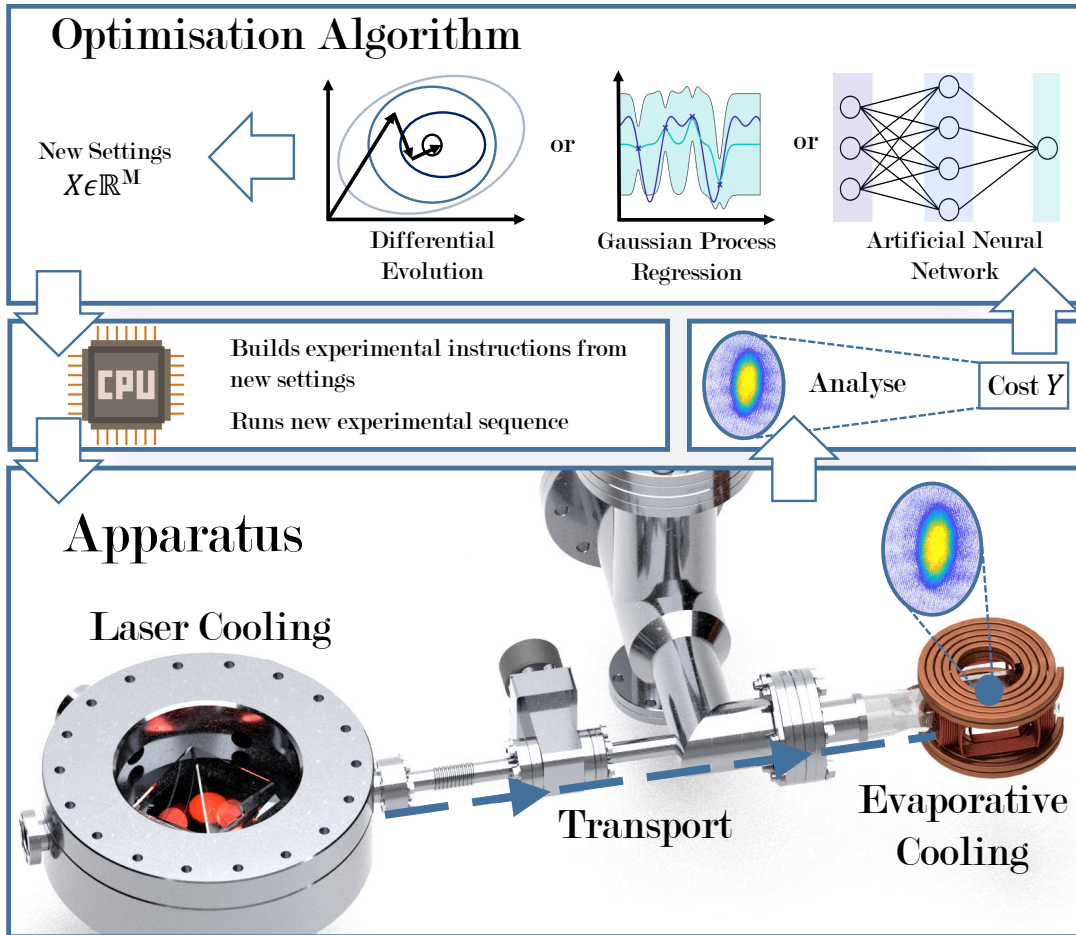 Optimisation Algorithm
New Settings
Xϵℝᴹ
or
or
Differential
Evolution
Gaussian Process
Regression
Artificial Neural
Network
CPU
Builds experimental instructions from
new settings
Runs new experimental sequence
Analyse
Cost Y
Apparatus
Laser Cooling
Transport
Evaporative
Cooling